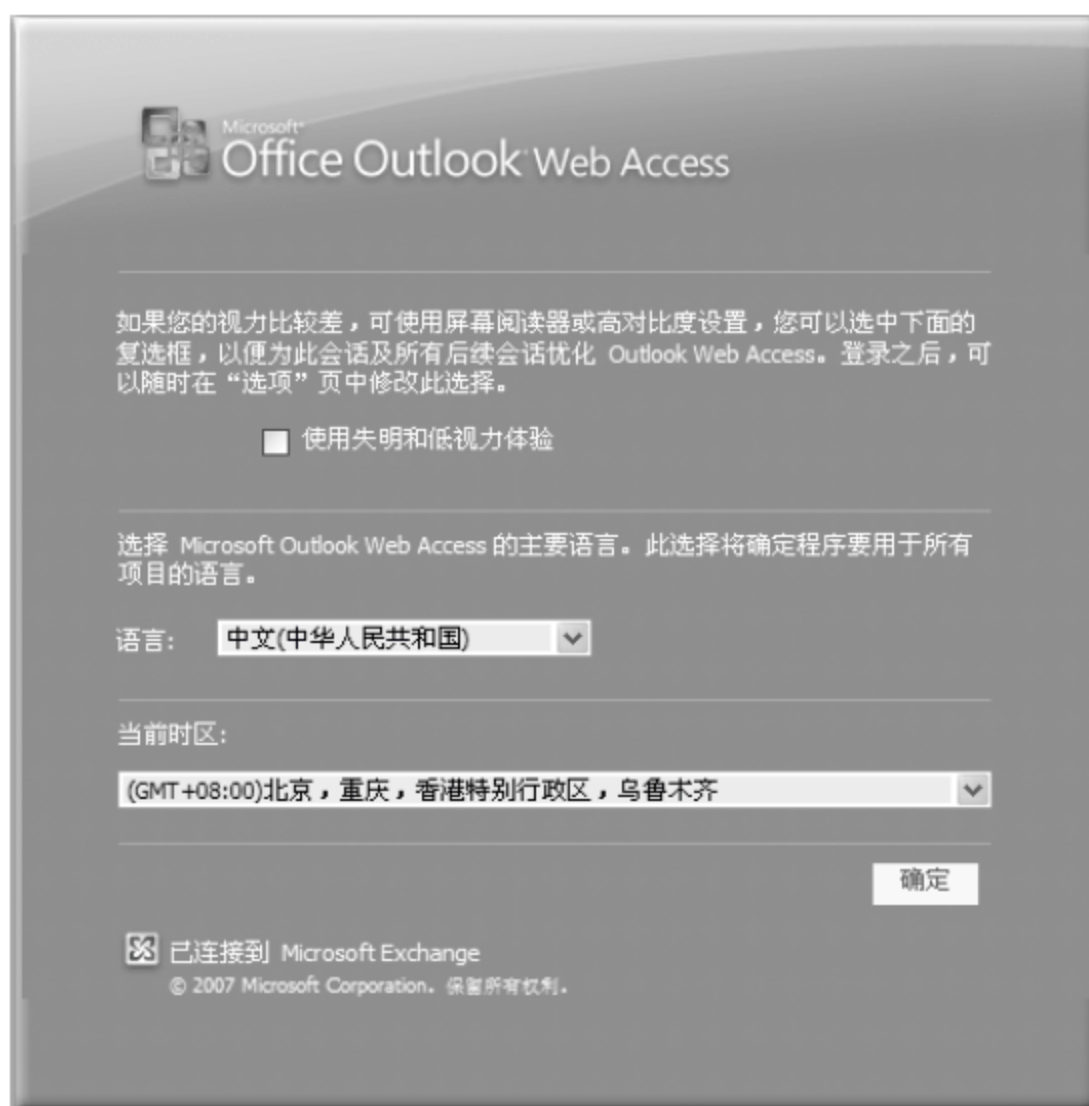 Microsoft
Office Outlook Web Access
如果您的视力比较差，可使用屏幕阅读器或高对比度设置，您可以选中下面的
复选框，以便为此会话及所有后续会话优化 Outlook Web Access。登录之后，可
以随时在“选项”页中修改此选择。
使用失明和低视力体验
选择 Microsoft Outlook Web Access 的主要语言。此选择将确定程序要用于所有
项目的语言。
语言: 中文(中华人民共和国)
当前时区:
(GMT+08:00)北京，重庆，香港特别行政区，乌鲁木齐
确定
已连接到 Microsoft Exchange
© 2007 Microsoft Corporation。保留所有权利。